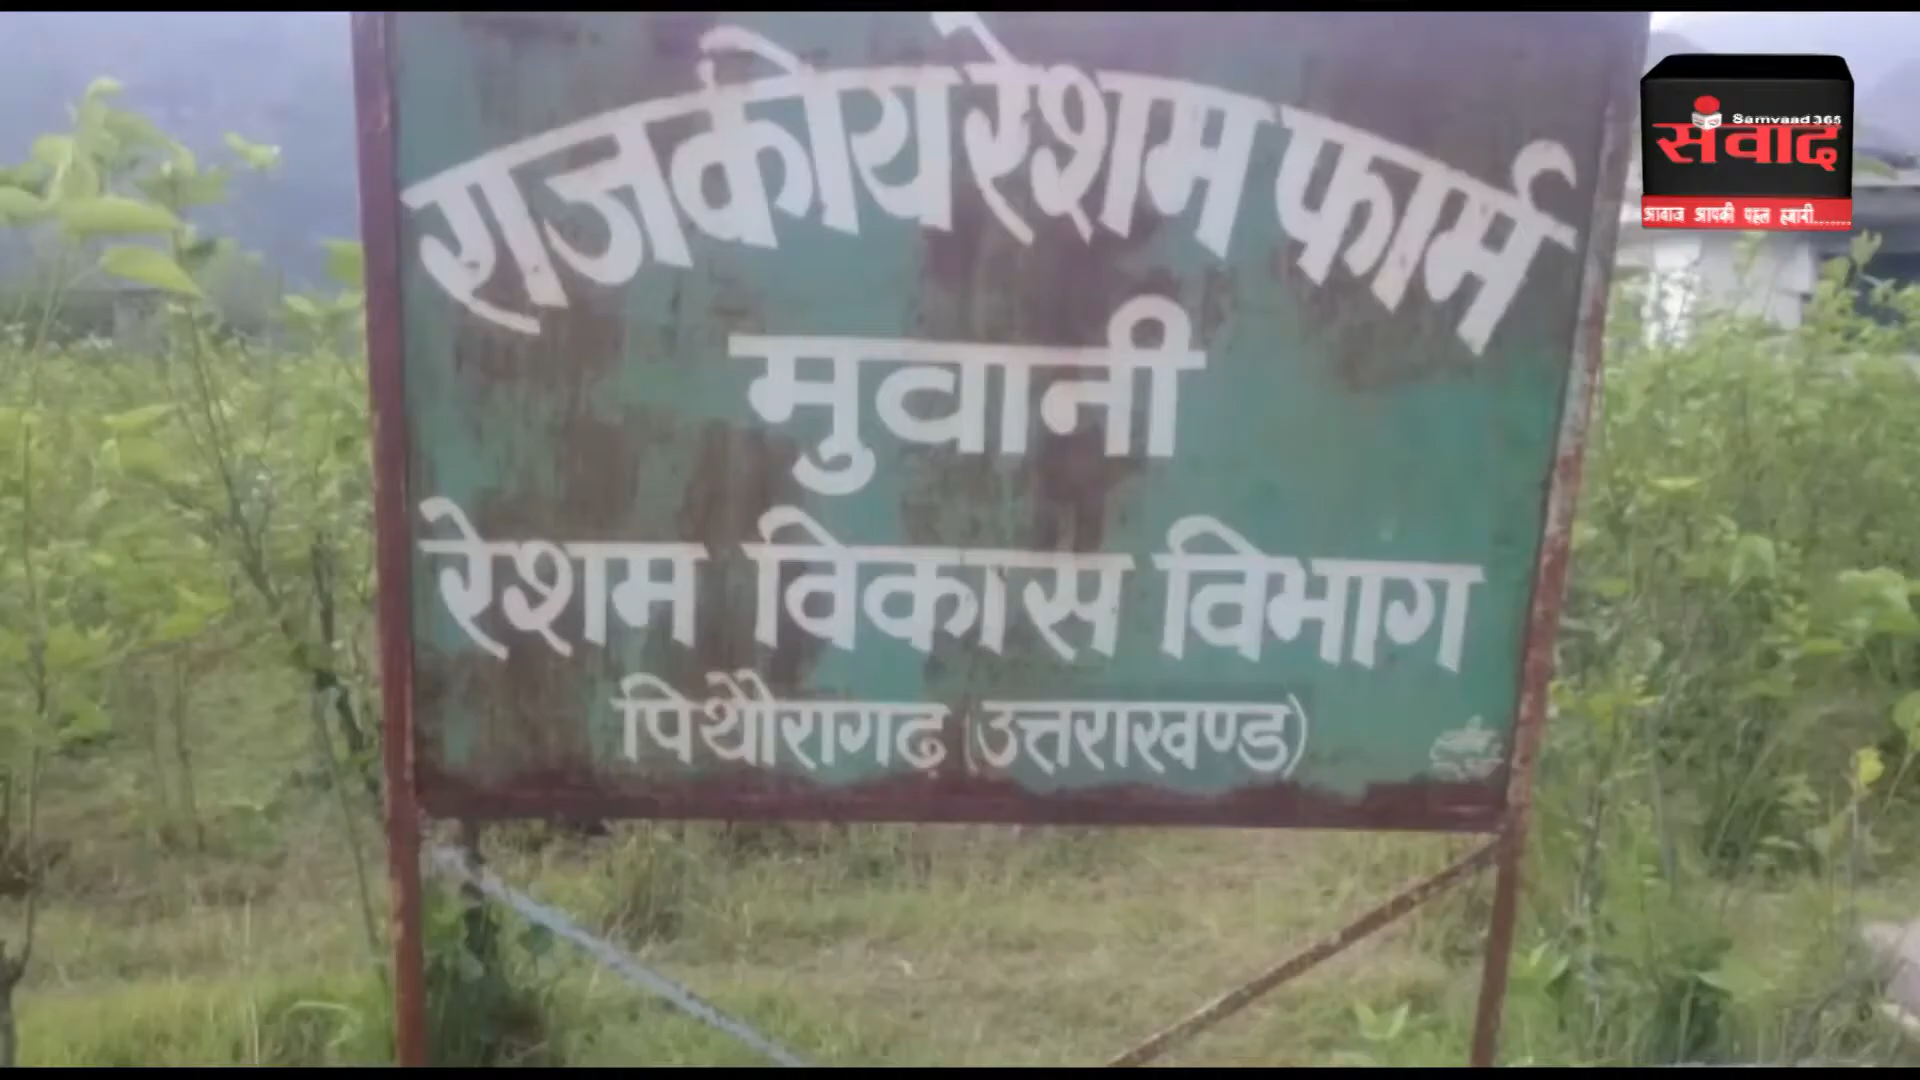 राजकीय रेशम फार्म
मुवानी
रेशम विकास विभाग
पिथौरागढ़ (उत्तराखण्ड)
Samvaad 365
संवाद
आवाज आपकी पहल हमारी........